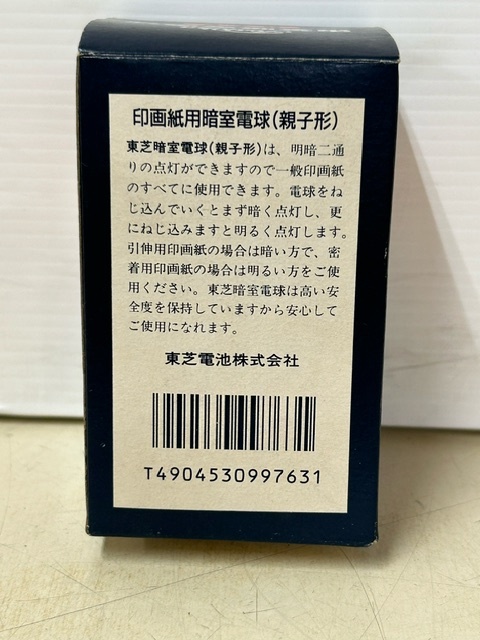 印画紙用暗室電球(親子形)
東芝暗室電球(親子形)は、明暗二通
りの点灯ができますので一般印画紙
のすべてに使用できます。電球をね
じ込んでいくとまず暗く点灯し、更
にねじ込みますと明るく点灯します。
引伸用印画紙の場合は暗い方で、密
着用印画紙の場合は明るい方をご使
用ください。東芝暗室電球は高い安
全度を保持していますから安心して
ご使用になれます。
東芝電池株式会社
T4904530997631